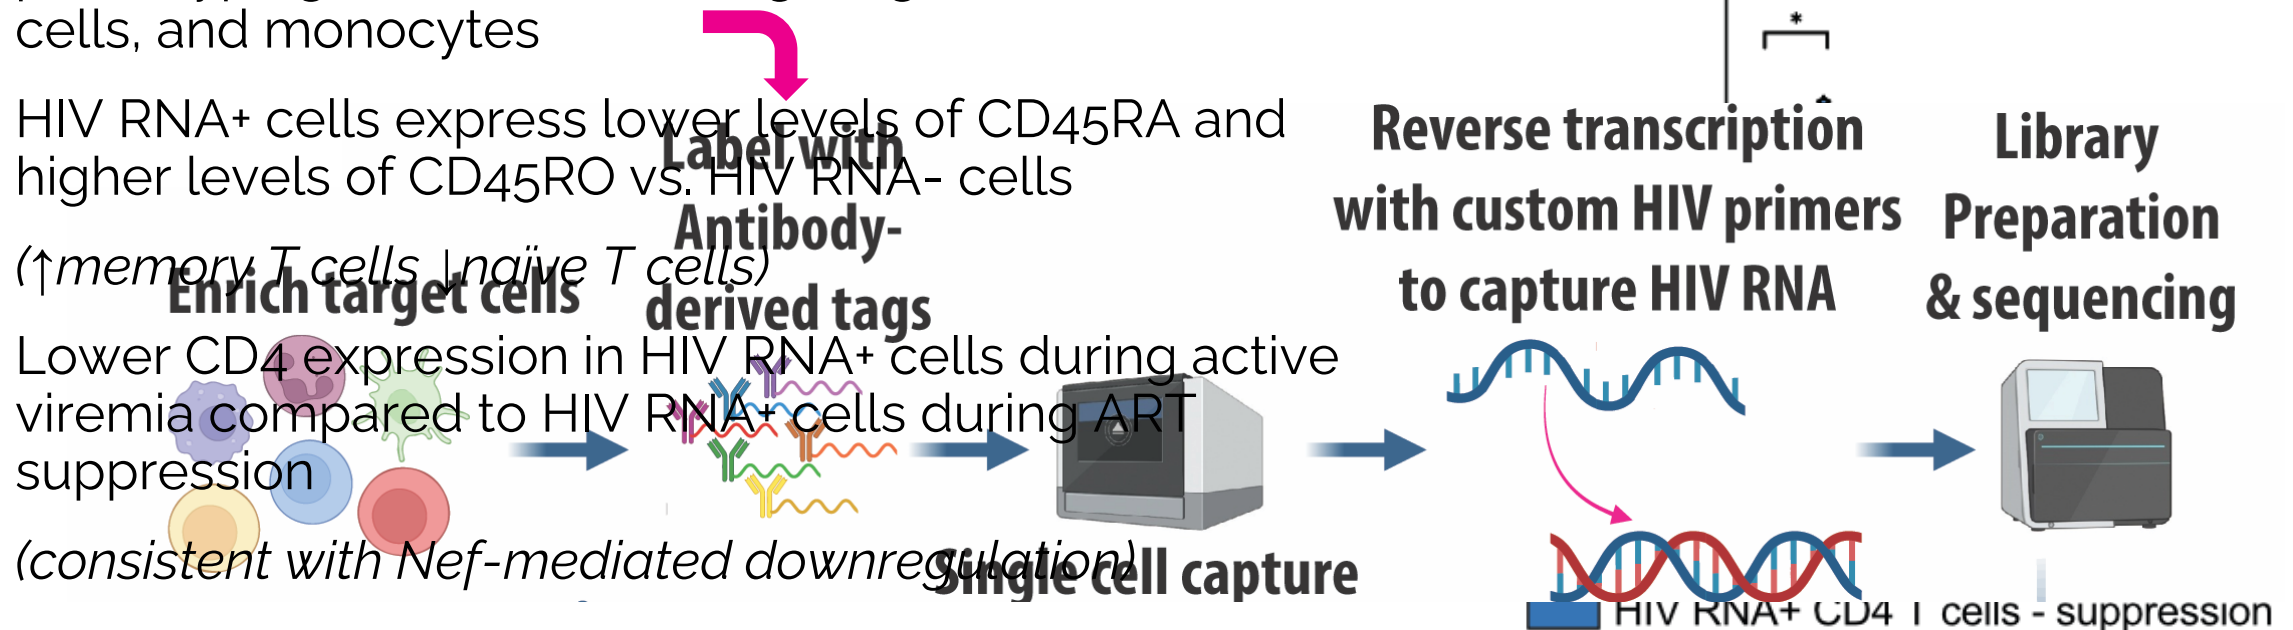 cells, and monocytes
HIV RNA+ cells express lower levels of CD45RA and
higher levels of CD45RO vs. HIV RNA- cells
(↑memory T cells ↓naïve T cells)
Lower CD4 expression in HIV RNA+ cells during active
viremia compared to HIV RNA+ cells during ART
suppression
(consistent with Nef-mediated downregulation)
Enrich target cells
Label with
Antibody-
derived tags
Single cell capture
Reverse transcription
with custom HIV primers
to capture HIV RNA
Library
Preparation
& sequencing
*
HIV RNA+ CD4 T cells - suppression